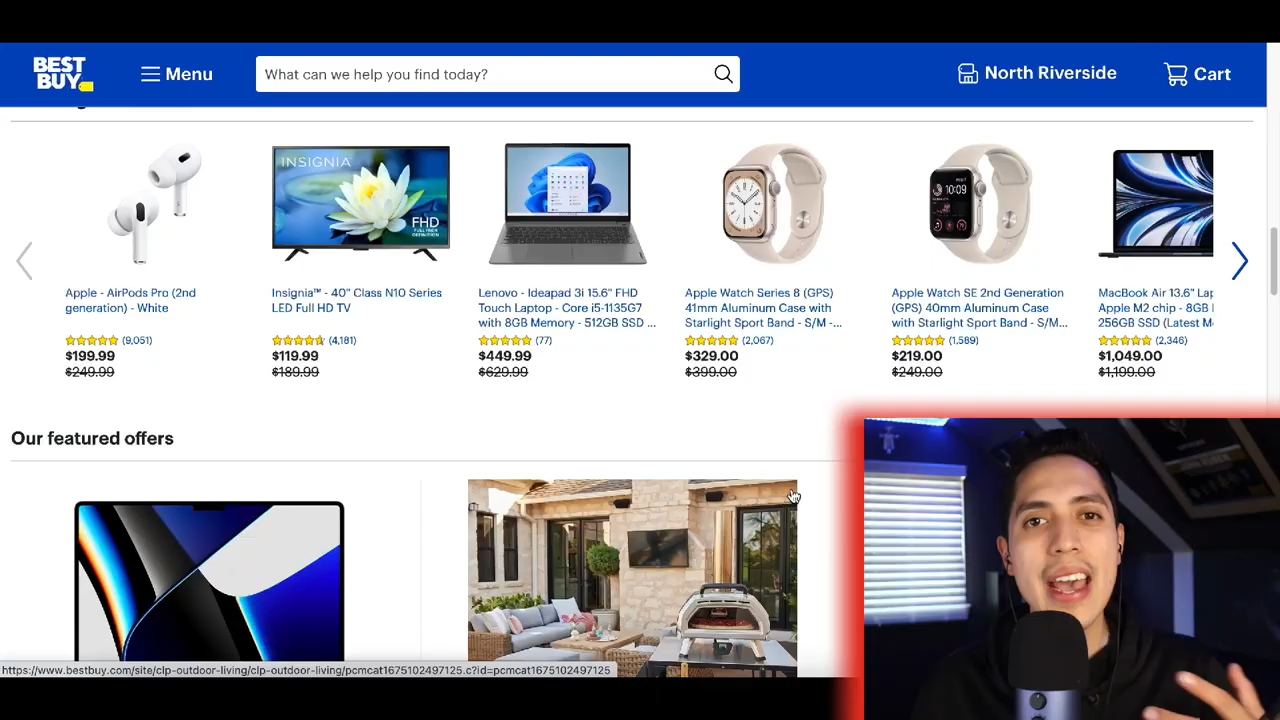 BEST
BUY
Menu
What can we help you find today?
North Riverside
Cart
INSIGNIA
FHD
FULL HIGH
DEFINITION
10:09
Apple - AirPods Pro (2nd
generation) - White
(9,051)
$199.99
$249.99
Insignia™ - 40" Class N10 Series
LED Full HD TV
(4,181)
$119.99
$189.99
Lenovo - Ideapad 3i 15.6" FHD
Touch Laptop - Core i5-1135G7
with 8GB Memory - 512GB SSD ...
(77)
$449.99
$629.99
Apple Watch Series 8 (GPS)
41mm Aluminum Case with
Starlight Sport Band - S/M -...
(2,067)
$329.00
$399.00
Apple Watch SE 2nd Generation
(GPS) 40mm Aluminum Case
with Starlight Sport Band - S/M...
(1,589)
$219.00
$249.00
MacBook Air 13.6" Lap
Apple M2 chip - 8GB
256GB SSD (Latest M
(2,346)
$1,049.00
$1,199.00
Our featured offers
https://www.bestbuy.com/site/clp-outdoor-living/clp-outdoor-living/pcmcat1675102497125.c?id=pcmcat1675102497125